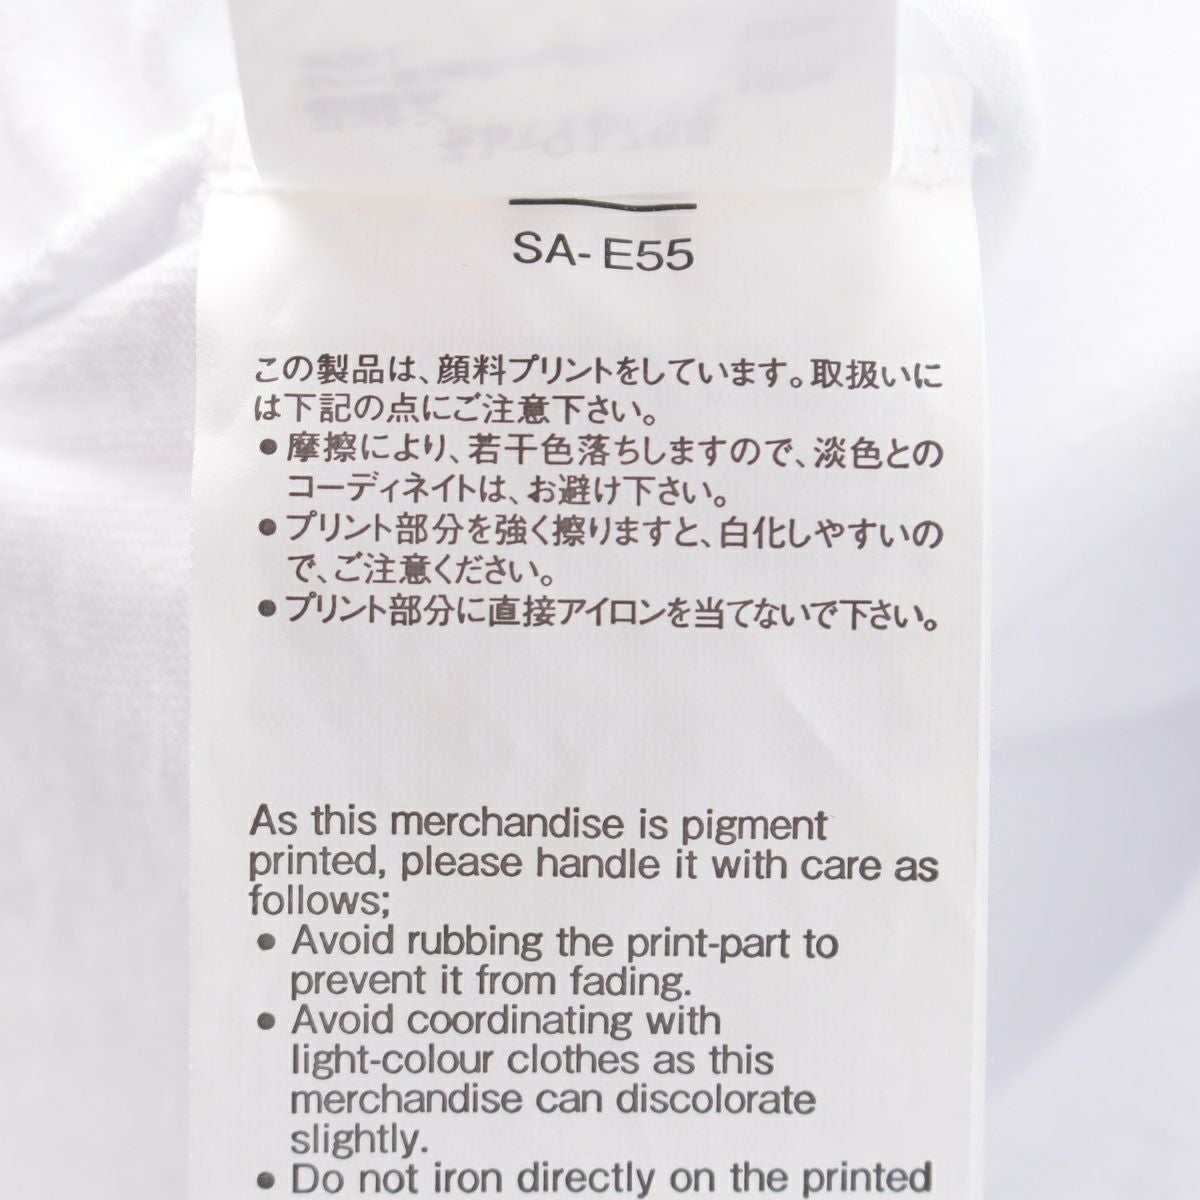 SA-E55
この製品は、顔料プリントをしています。取扱いに
は下記の点にご注意下さい。
● 摩擦により、若干色落ちしますので、淡色との
コーディネイトは、お避け下さい。
● プリント部分を強く擦りますと、白化しやすいの
で、ご注意ください。
● プリント部分に直接アイロンを当てないで下さい。
As this merchandise is pigment
printed, please handle it with care as
follows;
● Avoid rubbing the print-part to
prevent it from fading.
● Avoid coordinating with
light-colour clothes as this
merchandise can discolorate
slightly.
● Do not iron directly on the printed